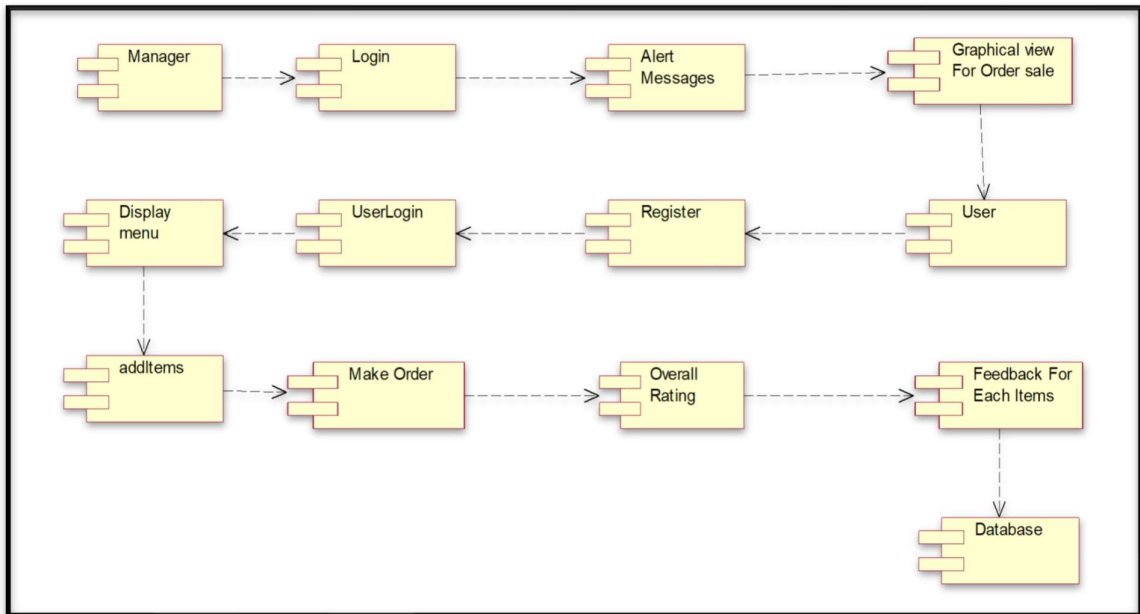 Manager
Login
Alert
Messages
Graphical view
For Order sale
Display
menu
UserLogin
Register
User
addItems
Make Order
Overall
Rating
Feedback For
Each Items
Database